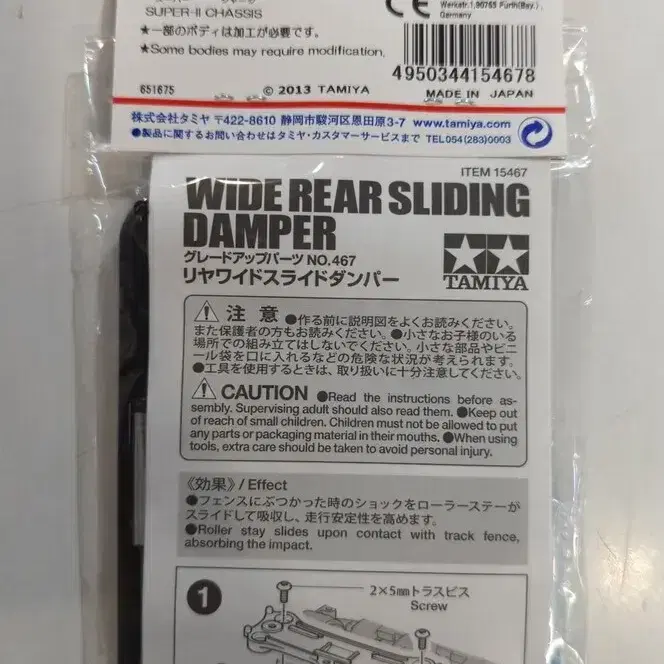 SUPER-II CHASSIS
★一部のボディは加工が必要です。
★Some bodies may require modification.
651675
© 2013 TAMIYA
CE
Werkstr.1,90765 Fürth(Bay.),
Germany
4950344154678
MADE IN JAPAN
株式会社タミヤ 〒422-8610 静岡市駿河区恩田原3-7 www.tamiya.com
●製品に関するお問い合わせはタミヤ・カスタマーサービスまで TEL054(283)0003
ITEM 15467
WIDE REAR SLIDING
DAMPER
グレードアップパーツ NO.467
リヤワイドスライドダンパー
TAMIYA
注意 ●作る前に説明図をよくお読みください。
また保護者の方もお読みください。●小さなお子様のいる
場所での組み立てはしないでください。小さな部品やビニ
ール袋を口に入れるなどの危険な状況が考えられます。
●工具を使用するときは、取り扱いに十分注意してください。
CAUTION ●Read the instructions before as-
sembly. Supervising adult should also read them. ●Keep out
of reach of small children. Children must not be allowed to put
any parts or packaging material in their mouths. ●When using
tools, extra care should be taken to avoid personal injury.
《効果》/ Effect
●フェンスにぶつかった時のショックをローラーステーが
スライドして吸収し、走行安定性を高めます。
●Roller stay slides upon contact with track fence,
absorbing the impact.
1
2×5mmトラスビス
Screw